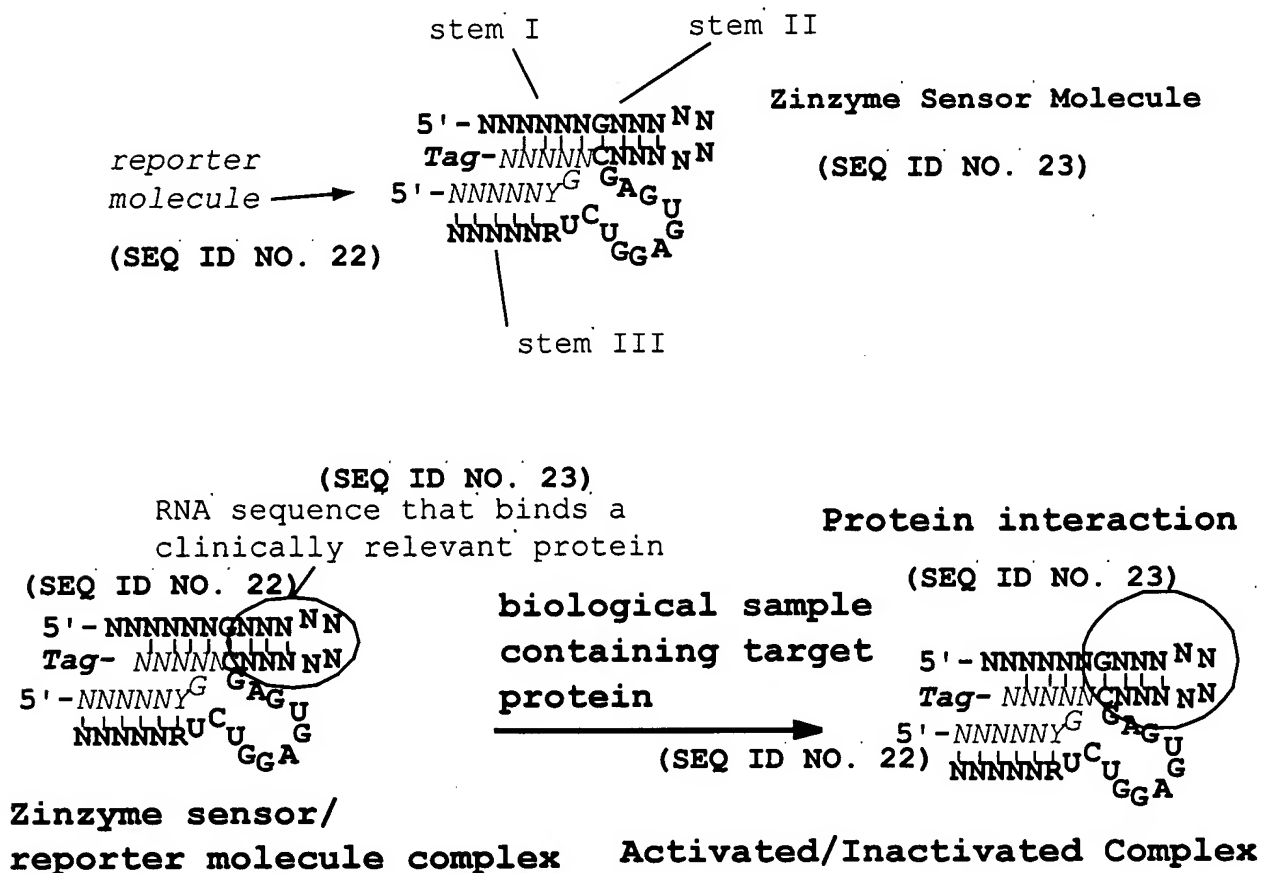 stem I
stem II
Zinzyme Sensor Molecule
(SEQ ID NO. 23)
5'-NNNNNNGNNN N N
Tag-NNNNNCNNN N N
reporter
molecule
(SEQ ID NO. 22)
5'-NNNNNY G G A G U G A G G U C U
NNNNNR
stem III
(SEQ ID NO. 23)
RNA sequence that binds a
clinically relevant protein
(SEQ ID NO. 22)
5'-NNNNNNGNNN N N
Tag- NNNNNCNNN N N
5'-NNNNNY G G A G U G A G G U C U
NNNNNR
Zinzyme sensor/
reporter molecule complex
biological sample
containing target
protein
Protein interaction
(SEQ ID NO. 23)
5'-NNNNNNGNNN N N
Tag- NNNNNCNNN N N
5'-NNNNNY G G A G U G A G G U C U
(SEQ ID NO. 22)
NNNNNR
Activated/Inactivated Complex